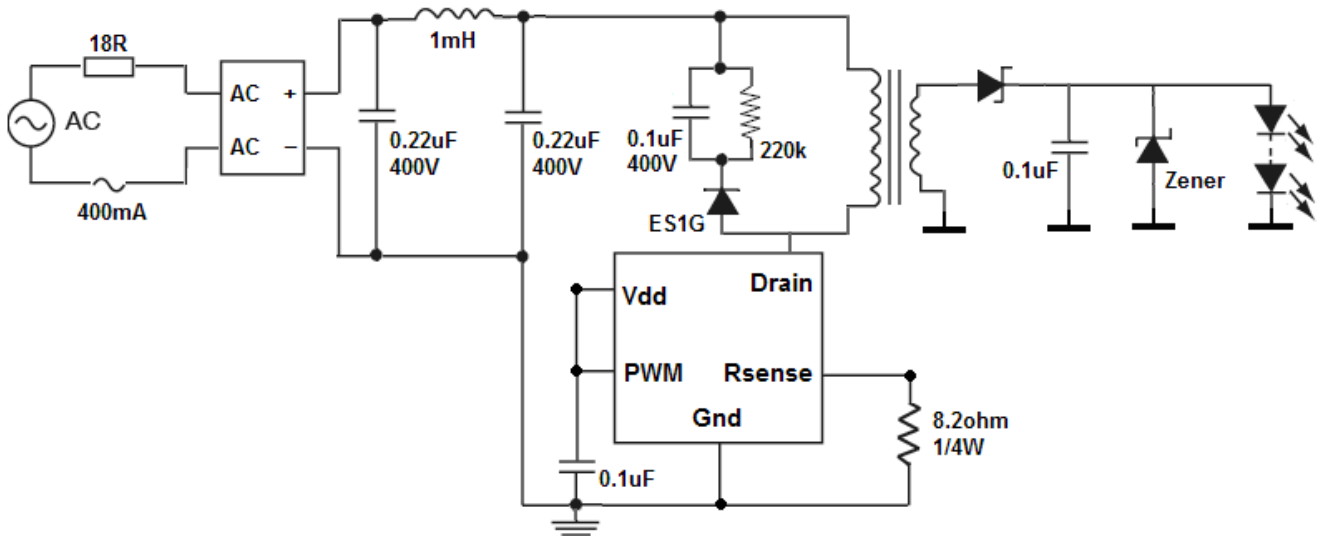 18R
AC
400mA
AC +
AC −
1mH
0.22uF
400V
0.22uF
400V
0.1uF
400V
220k
ES1G
0.1uF
Zener
Vdd
Drain
PWM
Rsense
Gnd
8.2ohm
1/4W
0.1uF